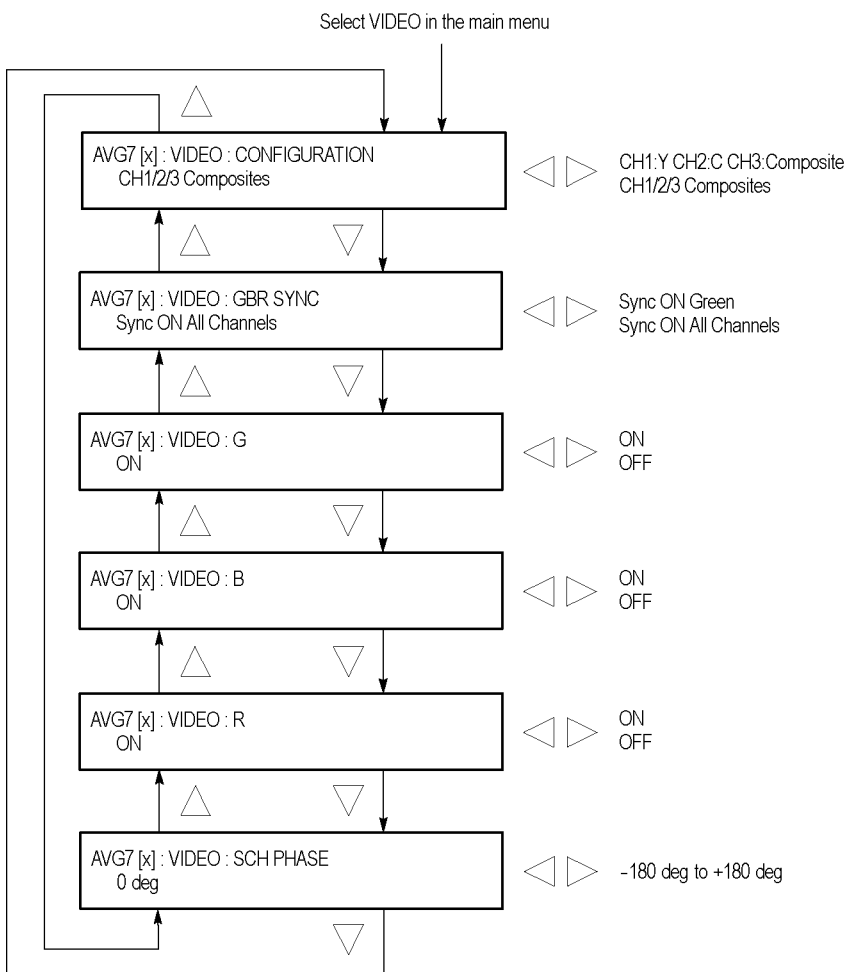 Select VIDEO in the main menu
AVG7 [x] : VIDEO : CONFIGURATION
CH1/2/3 Composites
CH1:Y CH2:C CH3:Composite
CH1/2/3 Composites
AVG7 [x] : VIDEO : GBR SYNC
Sync ON All Channels
Sync ON Green
Sync ON All Channels
AVG7 [x] : VIDEO : G
ON
ON
OFF
AVG7 [x] : VIDEO : B
ON
ON
OFF
AVG7 [x] : VIDEO : R
ON
ON
OFF
AVG7 [x] : VIDEO : SCH PHASE
0 deg
–180 deg to +180 deg